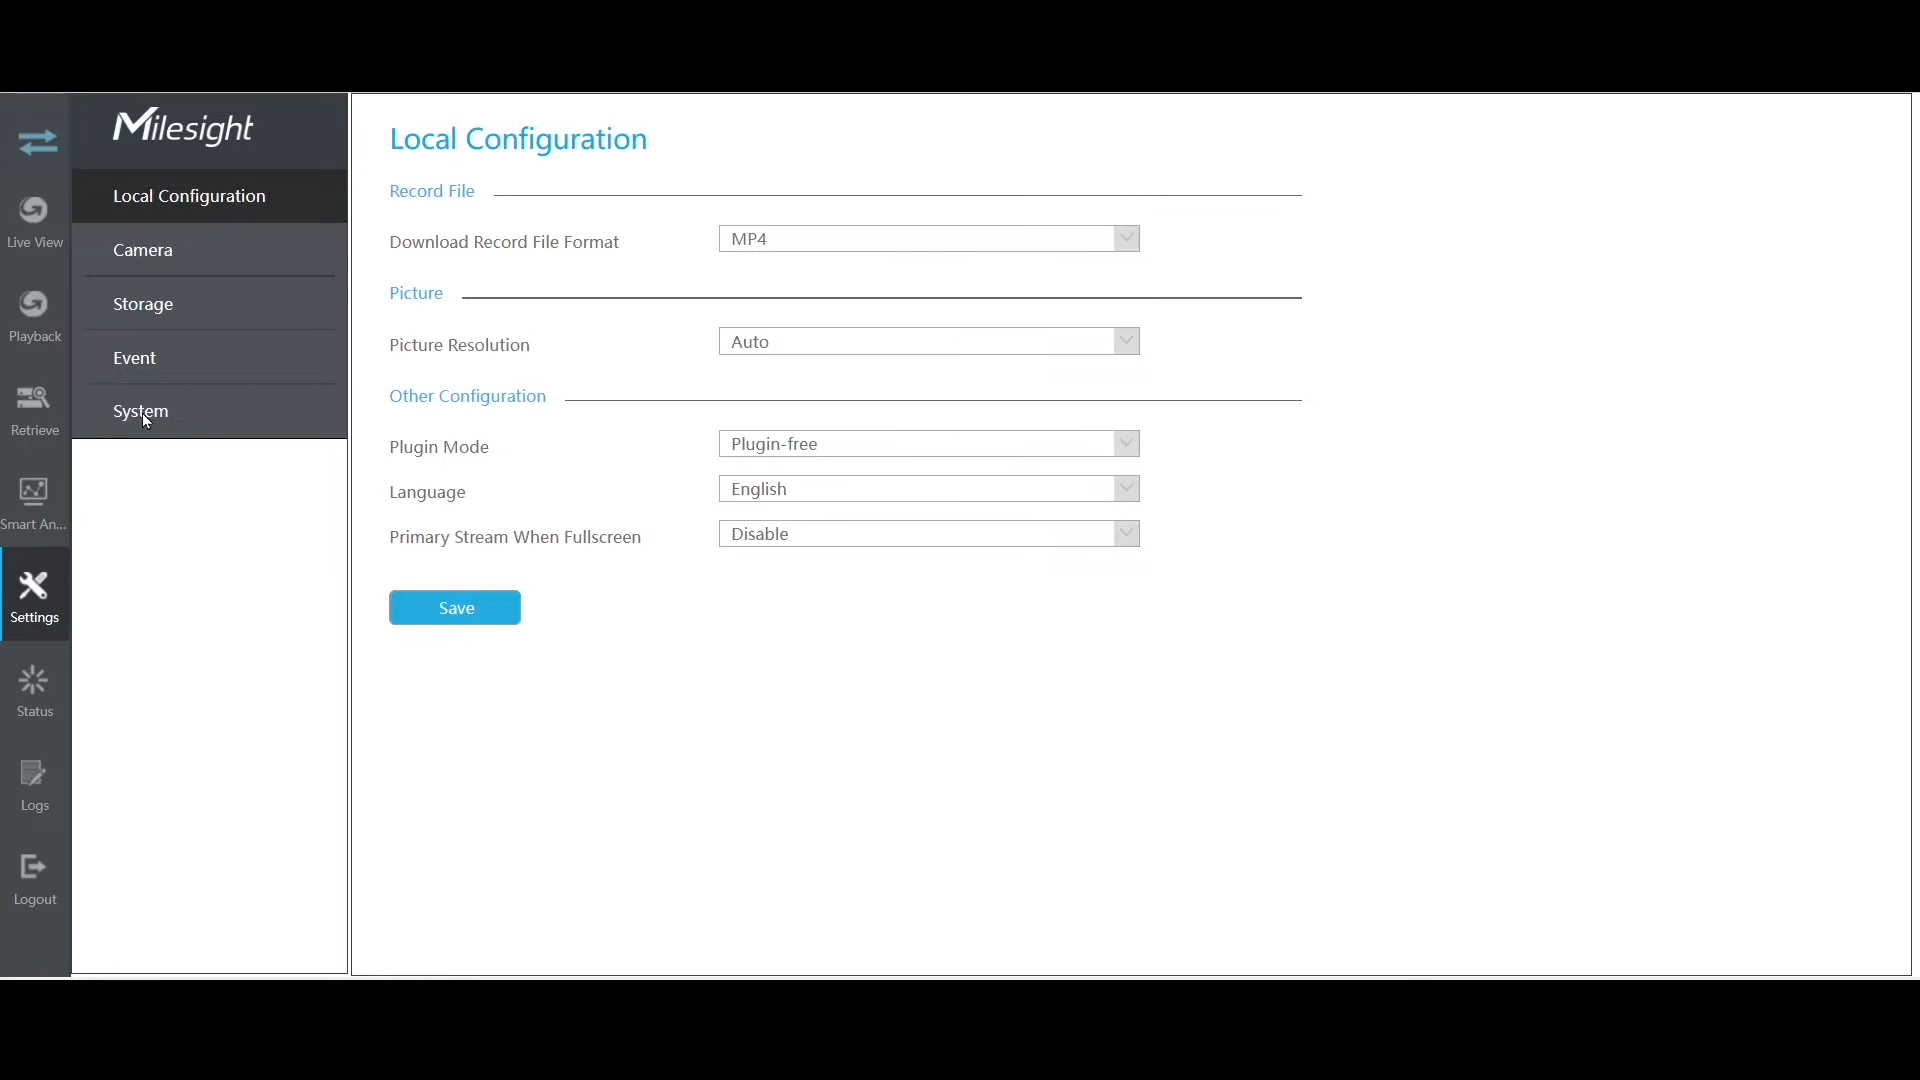 Milesight
Live View
Playback
Retrieve
Smart An...
Settings
Status
Logs
Logout
Local Configuration
Camera
Storage
Event
System
Local Configuration
Record File
Download Record File Format MP4
Picture
Picture Resolution Auto
Other Configuration
Plugin Mode Plugin-free
Language English
Primary Stream When Fullscreen Disable
Save